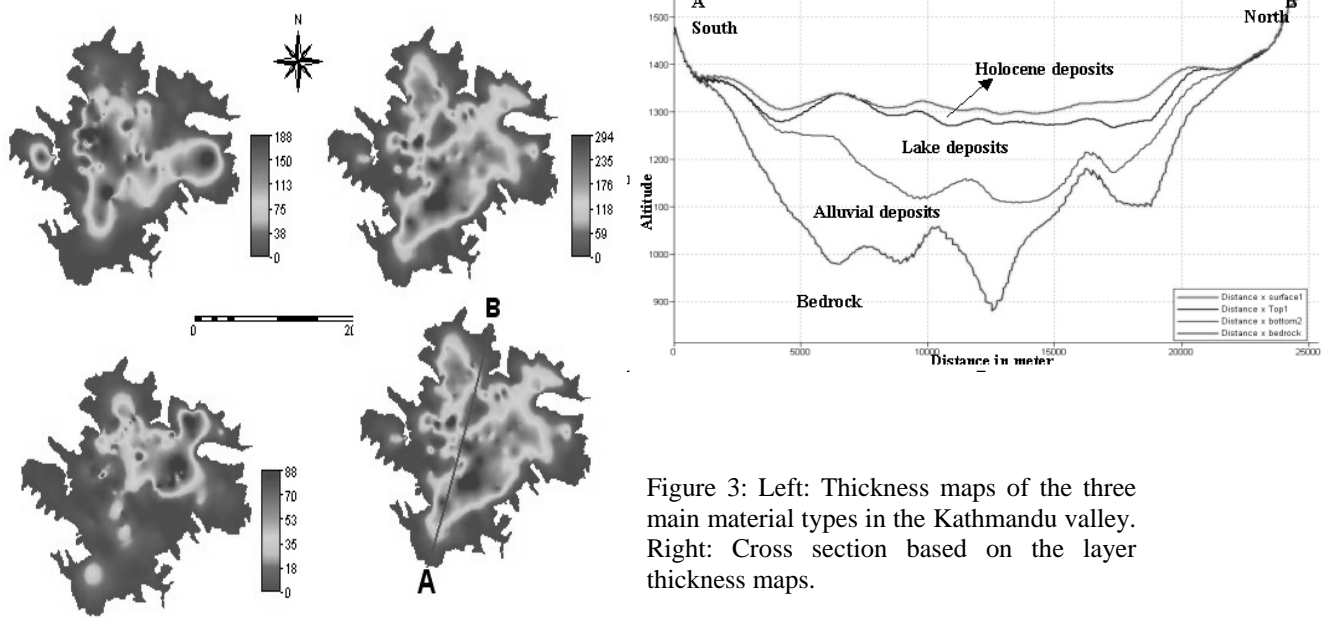 N
188
150
113
75
38
0
294
235
176
118
59
0
0
20
88
70
53
35
18
0
B
A
A
South
B
North
1500
1400
1300
1200
1100
1000
900
Altitude
Holocene deposits
Lake deposits
Alluvial deposits
Bedrock
Distance x surface1
Distance x Top1
Distance x bottom2
Distance x bedrock
0
5000
10000
15000
20000
25000
Distance in meter
Figure 3: Left: Thickness maps of the three
main material types in the Kathmandu valley.
Right: Cross section based on the layer
thickness maps.